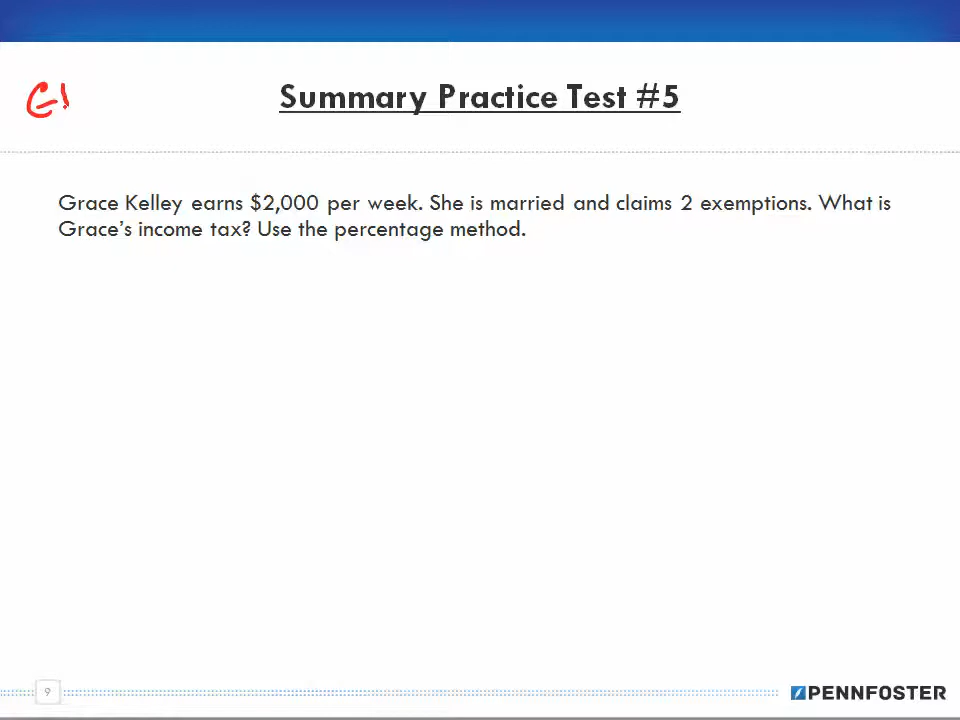 Summary Practice Test #5
Grace Kelley earns $2,000 per week. She is married and claims 2 exemptions. What is
Grace's income tax? Use the percentage method.
9
PENNFOSTER